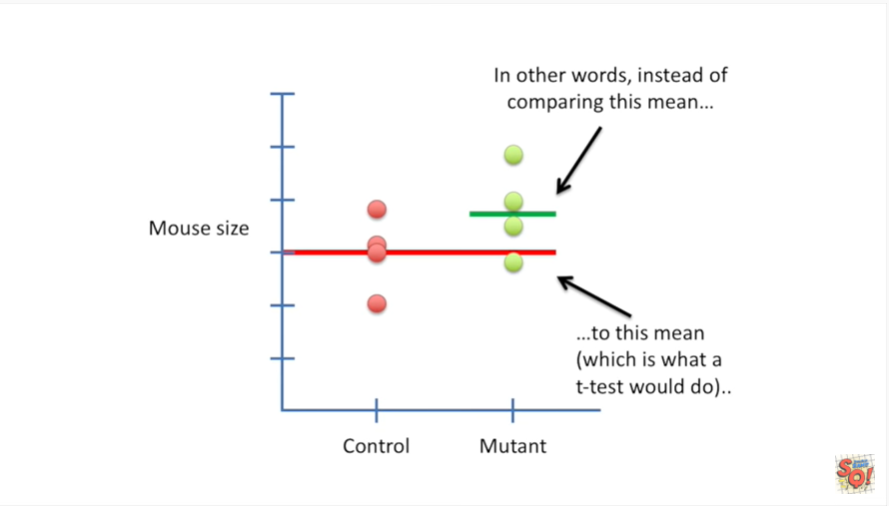 In other words, instead of
comparing this mean...
Mouse size
...to this mean
(which is what a
t-test would do)..
Control
Mutant
SQ!